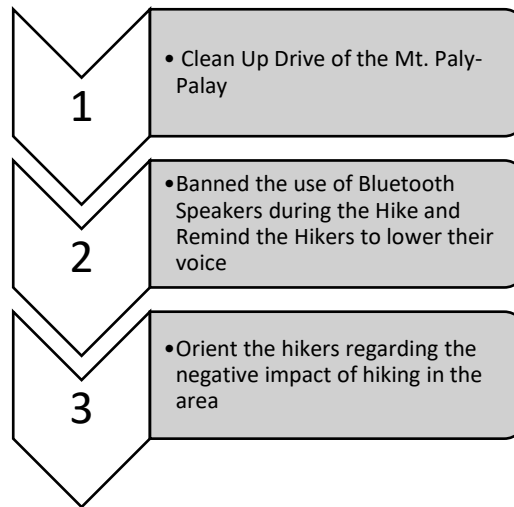 1
• Clean Up Drive of the Mt. Paly-
Palay
2
•Banned the use of Bluetooth
Speakers during the Hike and
Remind the Hikers to lower their
voice
3
•Orient the hikers regarding the
negative impact of hiking in the
area